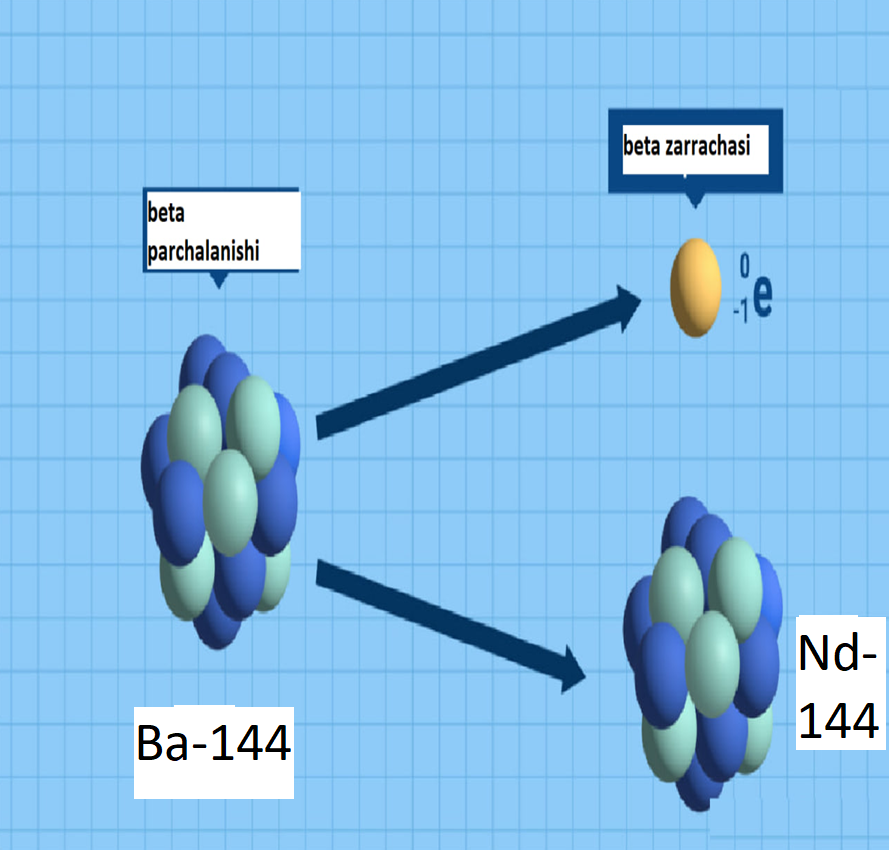 beta zarrachasi
beta
parchalanishi
0
-1 e
Ba-144
Nd-
144